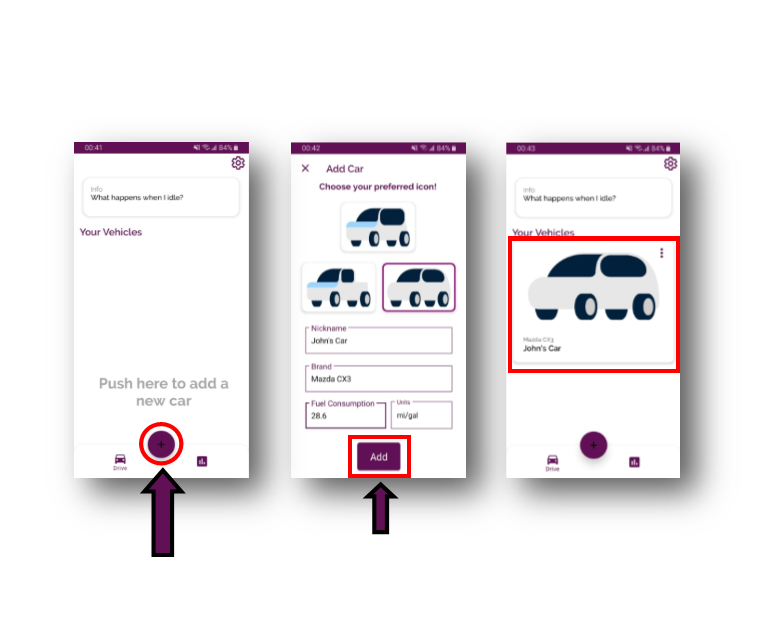 00:41
84%
Info
What happens when I idle?
Your Vehicles
Push here to add a
new car
+
Drive
00:42
84%
Add Car
Choose your preferred icon!
Nickname
John's Car
Brand
Mazda CX3
Fuel Consumption
28.6
Units
mi/gal
Add
00:43
84%
Info
What happens when I idle?
Your Vehicles
Mazda CX3
John's Car
+
Drive